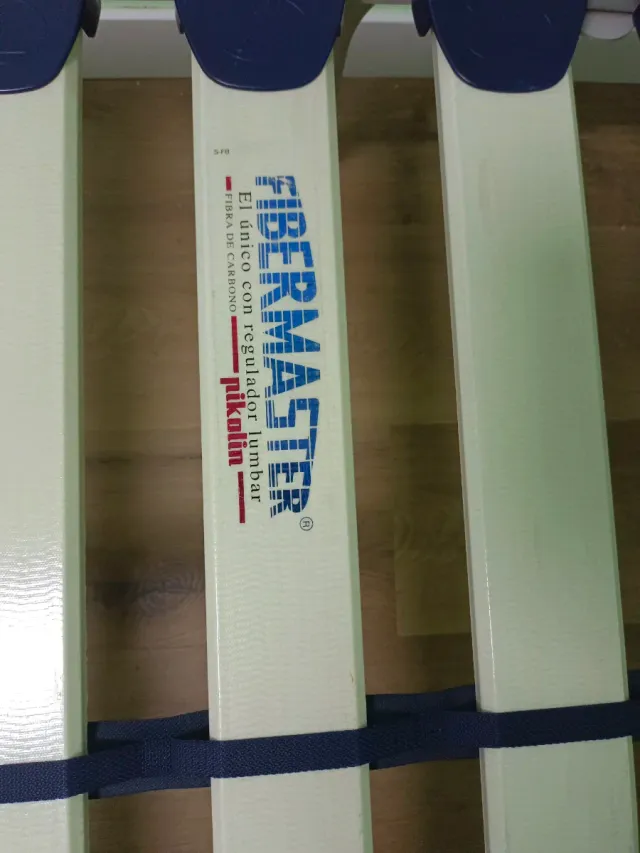 S-FB
FIBERMASTER®
El único con regulador lumbar
FIBRA DE CARBONO
pikolin